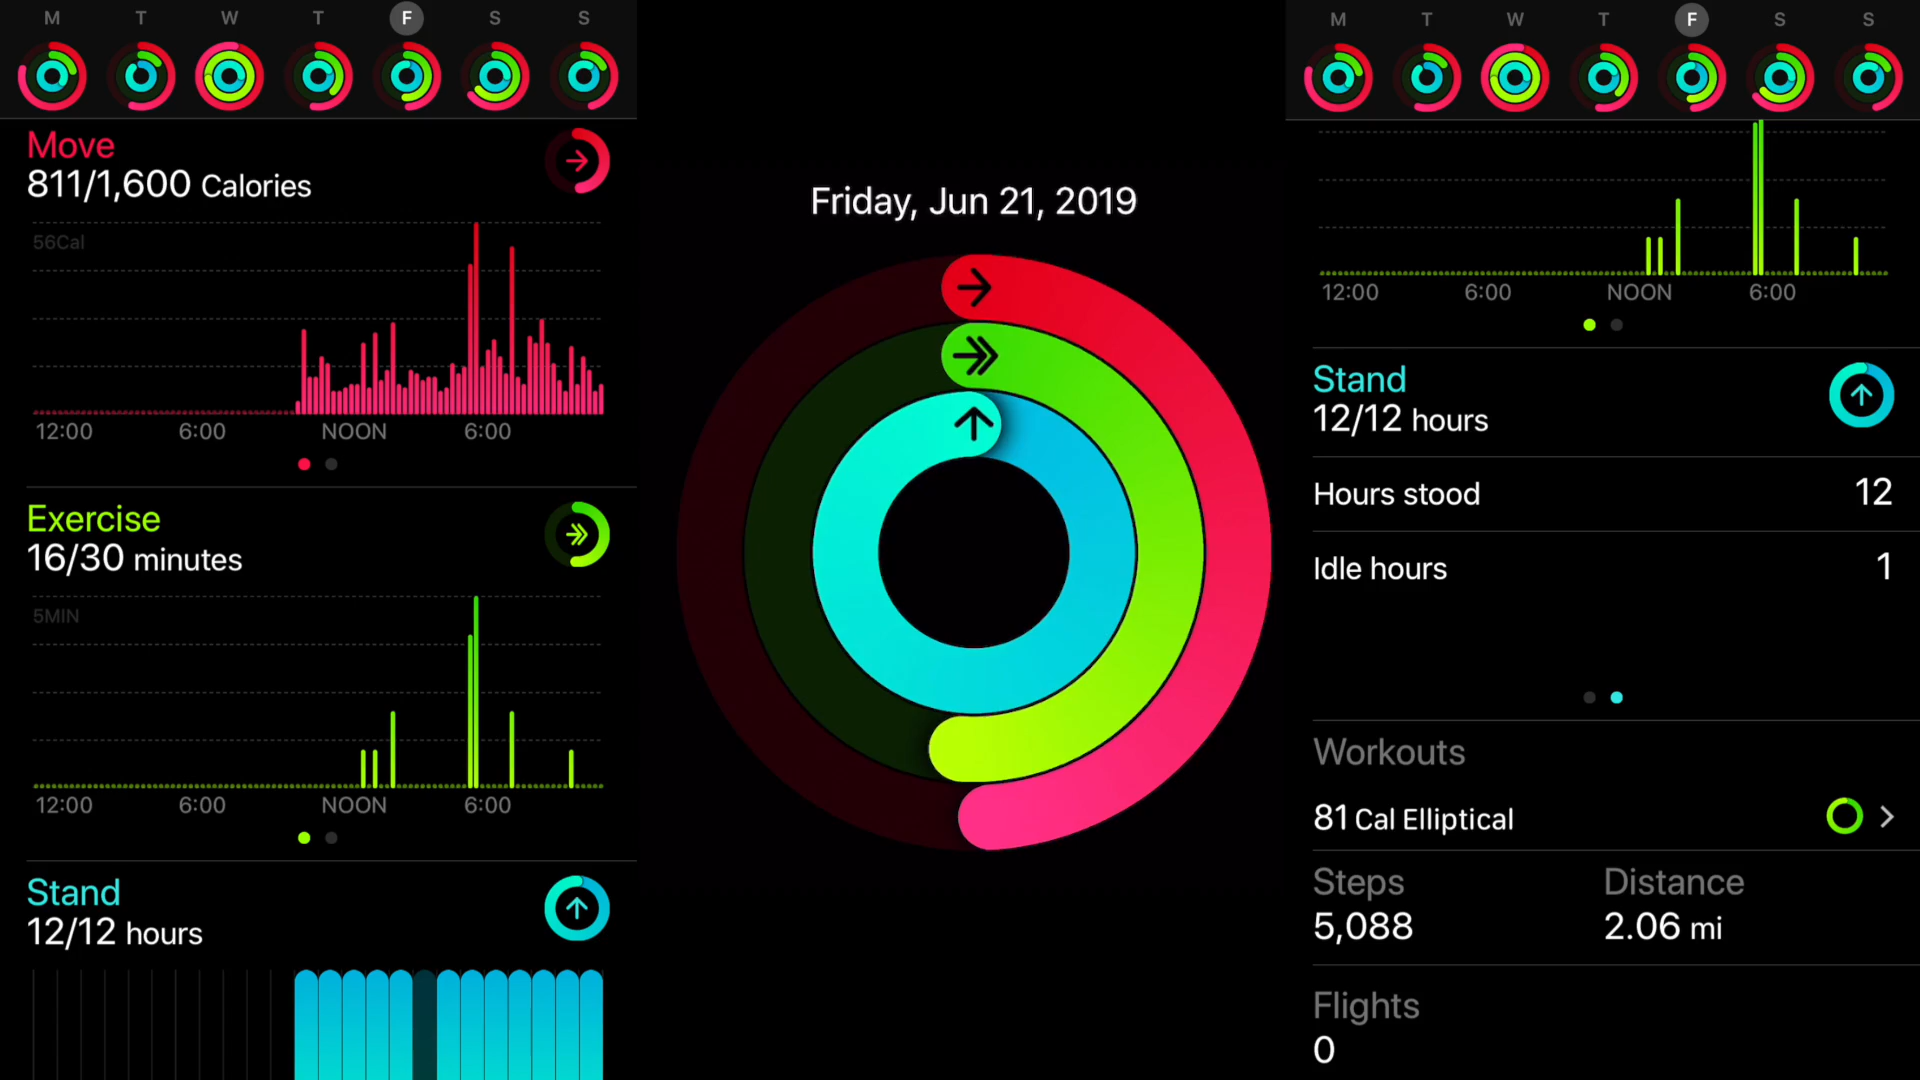 M T W T F S S
Move
811/1,600 Calories
56Cal
12:00 6:00 NOON 6:00
Exercise
16/30 minutes
5MIN
12:00 6:00 NOON 6:00
Stand
12/12 hours
Friday, Jun 21, 2019
M T W T F S S
12:00 6:00 NOON 6:00
Stand
12/12 hours
Hours stood 12
Idle hours 1
Workouts
81 Cal Elliptical
Steps Distance
5,088 2.06 mi
Flights
0